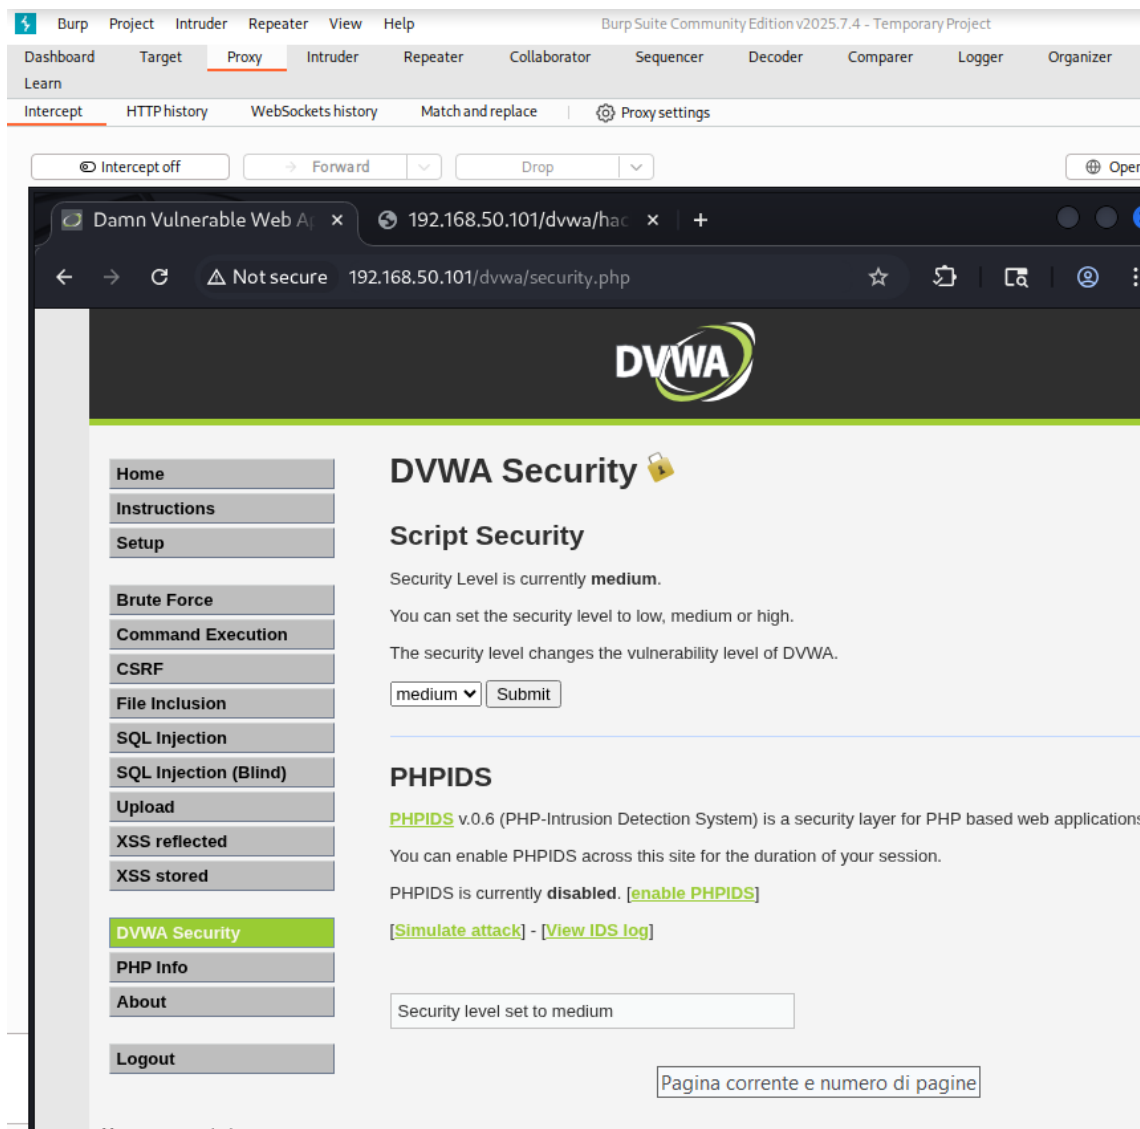 Burp Project Intruder Repeater View Help Burp Suite Community Edition v2025.7.4 - Temporary Project
Dashboard Target Proxy Intruder Repeater Collaborator Sequencer Decoder Comparer Logger Organizer
Learn
Intercept HTTP history WebSockets history Match and replace Proxy settings
Intercept off Forward Drop Oper
Damn Vulnerable Web Ap 192.168.50.101/dvwa/hac
Not secure 192.168.50.101/dvwa/security.php
DVWA
Home
Instructions
Setup
Brute Force
Command Execution
CSRF
File Inclusion
SQL Injection
SQL Injection (Blind)
Upload
XSS reflected
XSS stored
DVWA Security
PHP Info
About
Logout
DVWA Security
Script Security
Security Level is currently medium.
You can set the security level to low, medium or high.
The security level changes the vulnerability level of DVWA.
medium Submit
PHPIDS
PHPIDS v.0.6 (PHP-Intrusion Detection System) is a security layer for PHP based web applications
You can enable PHPIDS across this site for the duration of your session.
PHPIDS is currently disabled. [enable PHPIDS]
[Simulate attack] - [View IDS log]
Security level set to medium
Pagina corrente e numero di pagine